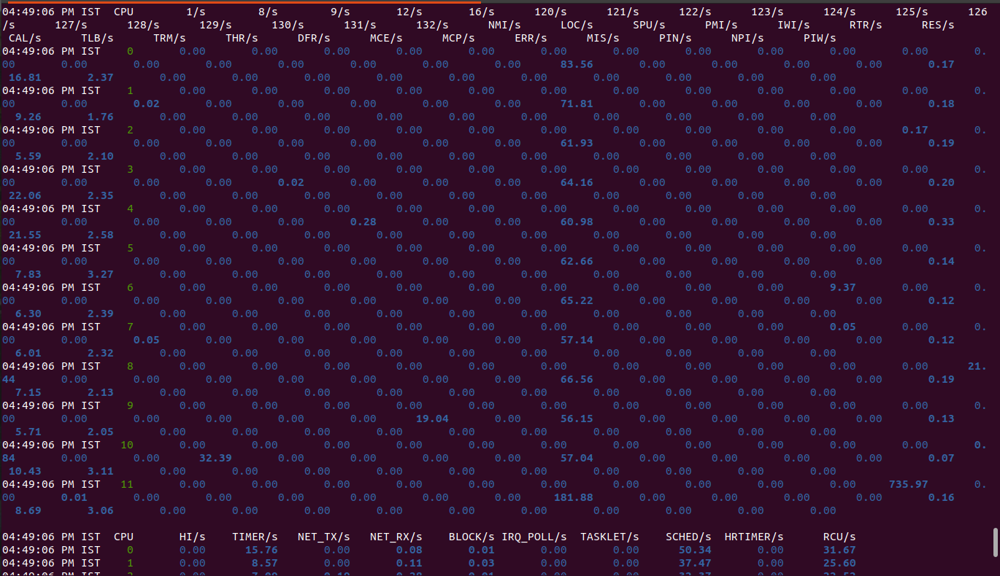 04:49:06 PM IST CPU 1/s 8/s 9/s 12/s 16/s 120/s 121/s 122/s 123/s 124/s 125/s 126
/s 127/s 128/s 129/s 130/s 131/s 132/s NMI/s LOC/s SPU/s PMI/s IWI/s RTR/s RES/s
CAL/s TLB/s TRM/s THR/s DFR/s MCE/s MCP/s ERR/s MIS/s PIN/s NPI/s PIW/s
04:49:06 PM IST 0 0.00 0.00 0.00 0.00 0.00 0.00 0.00 0.00 0.00 0.00 0.00 0.
00 0.00 0.00 0.00 0.00 0.00 0.00 0.00 83.56 0.00 0.00 0.00 0.00 0.17
16.81 2.37 0.00 0.00 0.00 0.00 0.00 0.00 0.00 0.00 0.00 0.00
04:49:06 PM IST 1 0.00 0.00 0.00 0.00 0.00 0.00 0.00 0.00 0.00 0.00 0.00 0.
00 0.00 0.02 0.00 0.00 0.00 0.00 0.00 71.81 0.00 0.00 0.00 0.00 0.18
9.26 1.76 0.00 0.00 0.00 0.00 0.00 0.00 0.00 0.00 0.00 0.00
04:49:06 PM IST 2 0.00 0.00 0.00 0.00 0.00 0.00 0.00 0.00 0.00 0.00 0.17 0.
00 0.00 0.00 0.00 0.00 0.00 0.00 0.00 61.93 0.00 0.00 0.00 0.00 0.19
5.59 2.10 0.00 0.00 0.00 0.00 0.00 0.00 0.00 0.00 0.00 0.00
04:49:06 PM IST 3 0.00 0.00 0.00 0.00 0.00 0.00 0.00 0.00 0.00 0.00 0.00 0.
00 0.00 0.00 0.00 0.02 0.00 0.00 0.00 64.16 0.00 0.00 0.00 0.00 0.20
22.06 2.35 0.00 0.00 0.00 0.00 0.00 0.00 0.00 0.00 0.00 0.00
04:49:06 PM IST 4 0.00 0.00 0.00 0.00 0.00 0.00 0.00 0.00 0.00 0.00 0.00 0.
00 0.00 0.00 0.00 0.00 0.28 0.00 0.00 60.98 0.00 0.00 0.00 0.00 0.33
21.55 2.58 0.00 0.00 0.00 0.00 0.00 0.00 0.00 0.00 0.00 0.00
04:49:06 PM IST 5 0.00 0.00 0.00 0.00 0.00 0.00 0.00 0.00 0.00 0.00 0.00 0.
00 0.00 0.00 0.00 0.00 0.00 0.00 0.00 62.66 0.00 0.00 0.00 0.00 0.14
7.83 3.27 0.00 0.00 0.00 0.00 0.00 0.00 0.00 0.00 0.00 0.00
04:49:06 PM IST 6 0.00 0.00 0.00 0.00 0.00 0.00 0.00 0.00 0.00 9.37 0.00 0.
00 0.00 0.00 0.00 0.00 0.00 0.00 0.00 65.22 0.00 0.00 0.00 0.00 0.12
6.30 2.39 0.00 0.00 0.00 0.00 0.00 0.00 0.00 0.00 0.00 0.00
04:49:06 PM IST 7 0.00 0.00 0.00 0.00 0.00 0.00 0.00 0.00 0.00 0.05 0.00 0.
00 0.00 0.05 0.00 0.00 0.00 0.00 0.00 57.14 0.00 0.00 0.00 0.00 0.12
6.01 2.32 0.00 0.00 0.00 0.00 0.00 0.00 0.00 0.00 0.00 0.00
04:49:06 PM IST 8 0.00 0.00 0.00 0.00 0.00 0.00 0.00 0.00 0.00 0.00 0.00 21.
44 0.00 0.00 0.00 0.00 0.00 0.00 0.00 66.56 0.00 0.00 0.00 0.00 0.19
7.15 2.13 0.00 0.00 0.00 0.00 0.00 0.00 0.00 0.00 0.00 0.00
04:49:06 PM IST 9 0.00 0.00 0.00 0.00 0.00 0.00 0.00 0.00 0.00 0.00 0.00 0.
00 0.00 0.00 0.00 0.00 0.00 19.04 0.00 56.15 0.00 0.00 0.00 0.00 0.13
5.71 2.05 0.00 0.00 0.00 0.00 0.00 0.00 0.00 0.00 0.00 0.00
04:49:06 PM IST 10 0.00 0.00 0.00 0.00 0.00 0.00 0.00 0.00 0.00 0.00 0.00 0.
84 0.00 0.00 32.39 0.00 0.00 0.00 0.00 57.04 0.00 0.00 0.00 0.00 0.07
10.43 3.11 0.00 0.00 0.00 0.00 0.00 0.00 0.00 0.00 0.00 0.00
04:49:06 PM IST 11 0.00 0.00 0.00 0.00 0.00 0.00 0.00 0.00 0.00 0.00 735.97 0.
00 0.01 0.00 0.00 0.00 0.00 0.00 0.00 181.88 0.00 0.00 0.00 0.00 0.16
8.69 3.06 0.00 0.00 0.00 0.00 0.00 0.00 0.00 0.00 0.00 0.00
04:49:06 PM IST CPU HI/s TIMER/s NET_TX/s NET_RX/s BLOCK/s IRQ_POLL/s TASKLET/s SCHED/s HRTIMER/s RCU/s
04:49:06 PM IST 0 0.00 15.76 0.00 0.08 0.01 0.00 0.00 50.34 0.00 31.67
04:49:06 PM IST 1 0.00 8.57 0.00 0.11 0.03 0.00 0.00 37.47 0.00 25.60